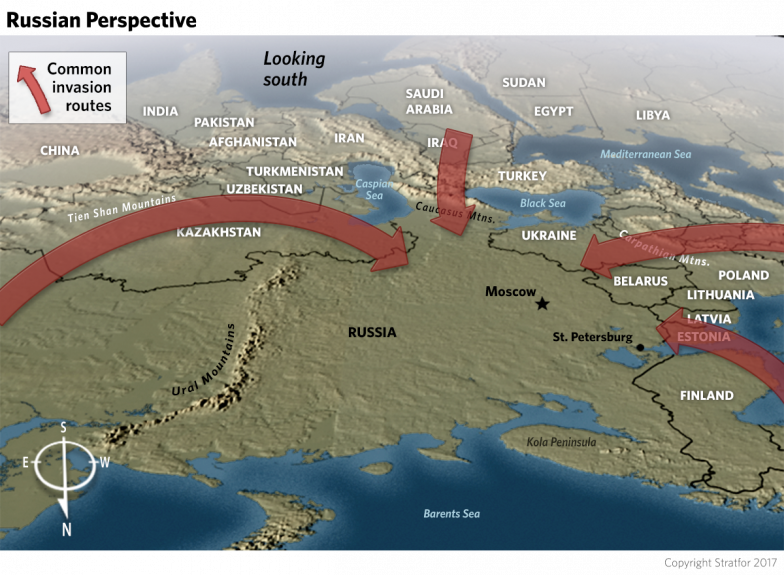 Russian Perspective
Common
invasion
routes
Looking
south
SUDAN
SAUDI
ARABIA
EGYPT
LIBYA
INDIA
PAKISTAN
AFGHANISTAN
IRAN
IRAQ
CHINA
Mediterranean Sea
TURKMENISTAN
UZBEKISTAN
Caspian
Sea
TURKEY
Tien Shan Mountains
Caucasus Mtns.
Black Sea
KAZAKHSTAN
UKRAINE
Carpathian Mtns.
BELARUS
POLAND
LITHUANIA
Moscow
LATVIA
RUSSIA
St. Petersburg
ESTONIA
Ural Mountains
FINLAND
Kola Peninsula
S
E
W
N
Barents Sea
Copyright Stratfor 2017